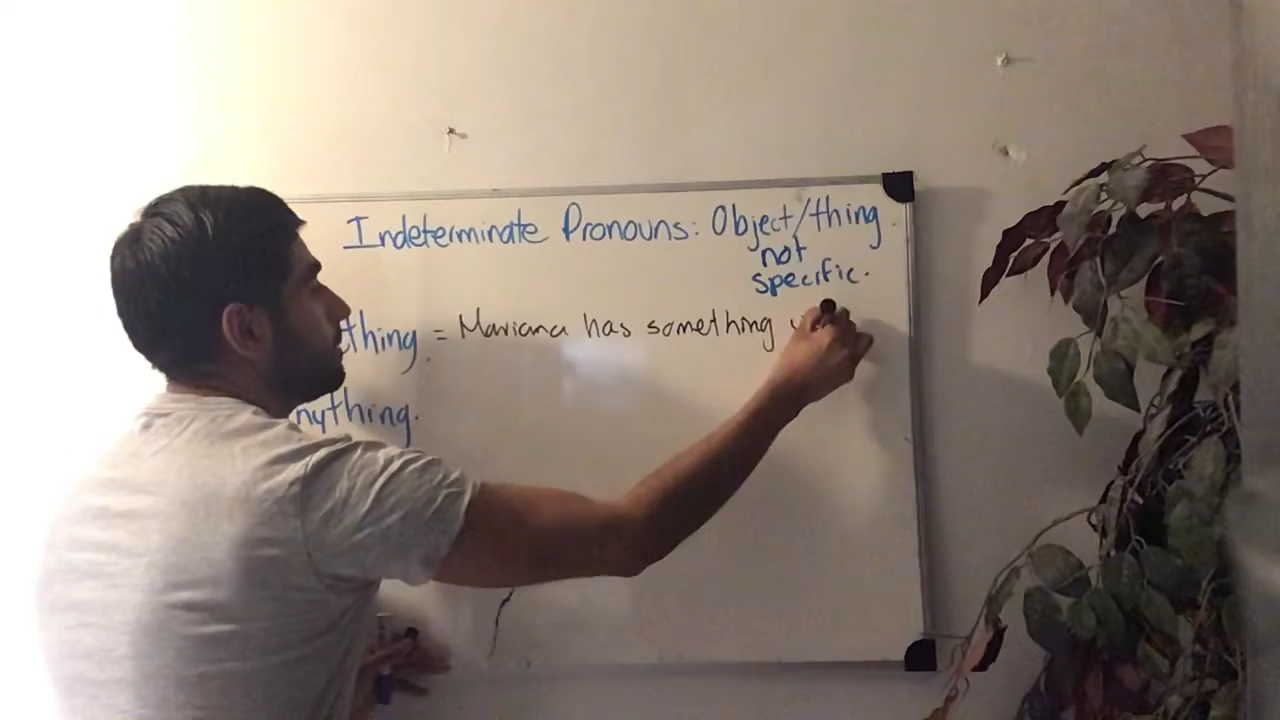 Indeterminate Pronouns: Object/thing
not
specific.
thing = Mariana has something
nything.